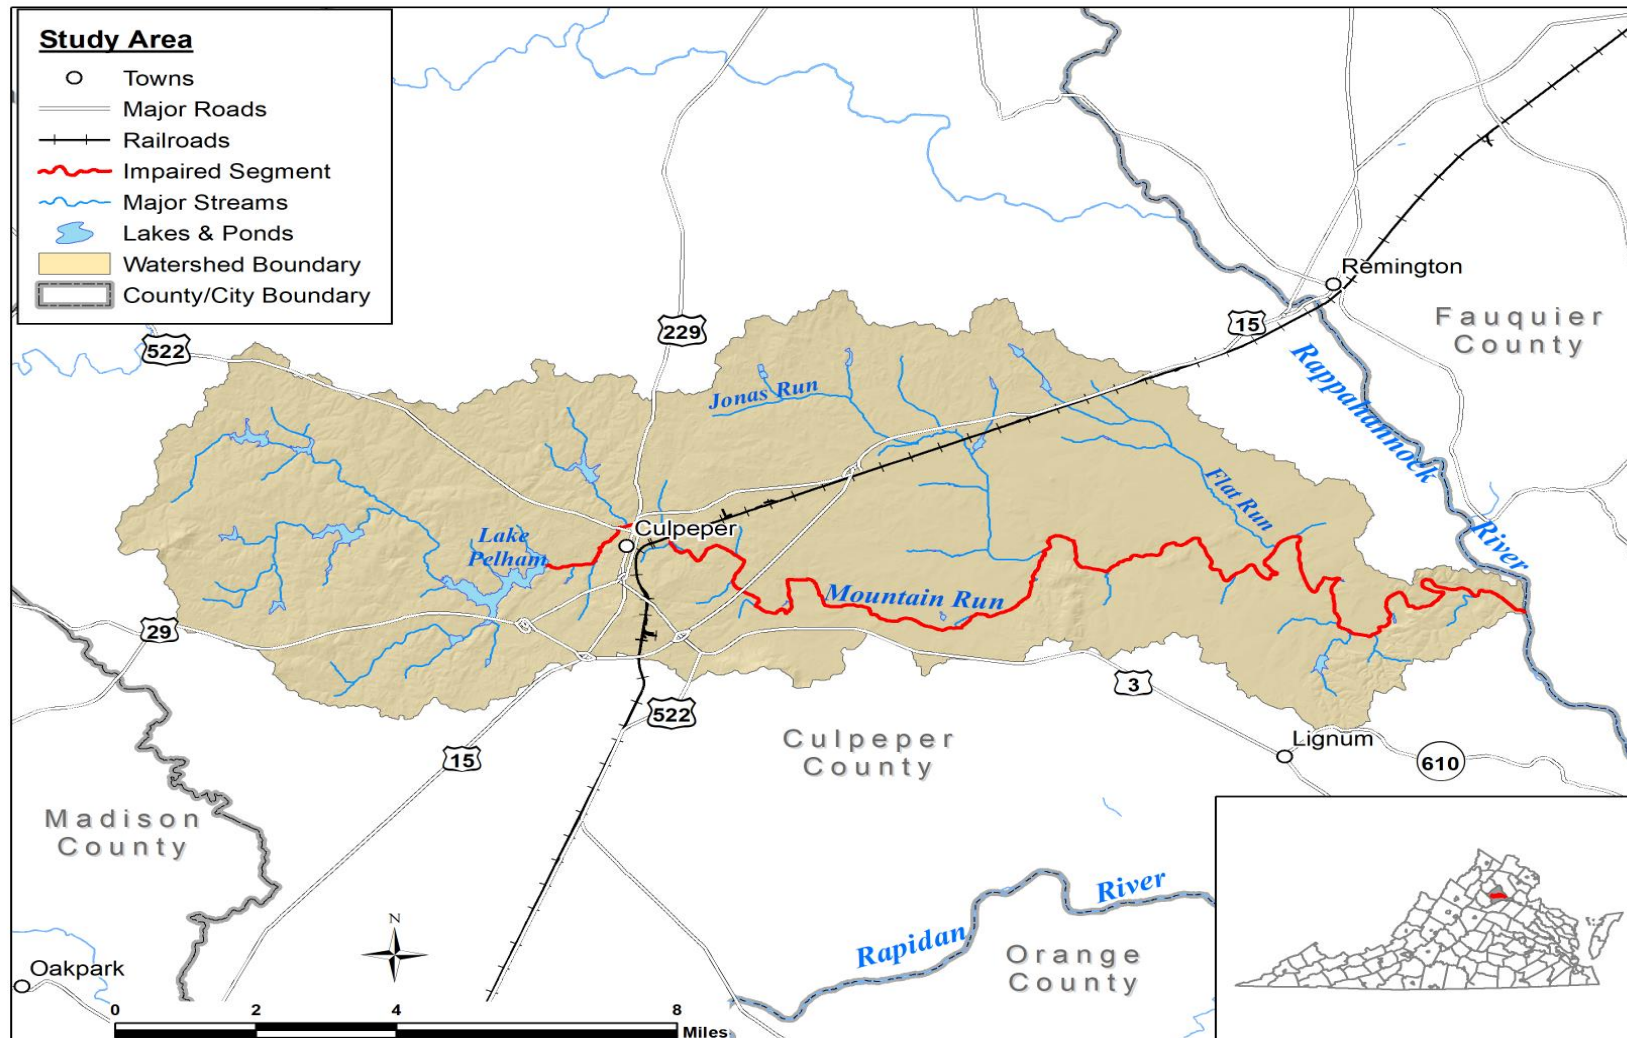 Study Area
Towns
Major Roads
Railroads
Impaired Segment
Major Streams
Lakes & Ponds
Watershed Boundary
County/City Boundary
522
229
15
Remington
Fauquier
County
Rappahannock
River
Jonas Run
Flat Run
Culpeper
Lake
Pelham
Mountain Run
29
3
522
15
Culpeper
County
Lignum
610
Madison
County
N
Rapidan
River
Orange
County
Oakpark
0 2 4 8
Miles